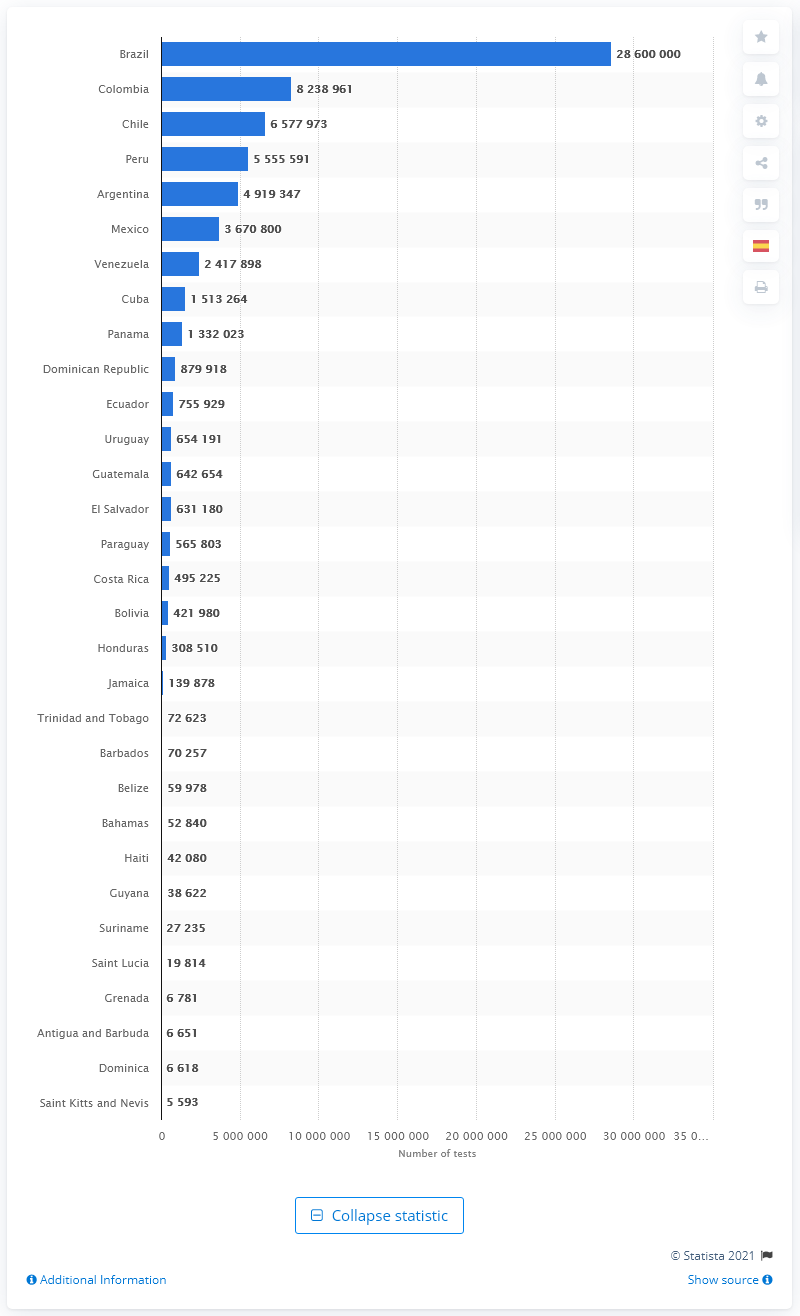 Brazil 28 600 000
Colombia 8 238 961
Chile 6 577 973
Peru 5 555 591
Argentina 4 919 347
Mexico 3 670 800
Venezuela 2 417 898
Cuba 1 513 264
Panama 1 332 023
Dominican Republic 879 918
Ecuador 755 929
Uruguay 654 191
Guatemala 642 654
El Salvador 631 180
Paraguay 565 803
Costa Rica 495 225
Bolivia 421 980
Honduras 308 510
Jamaica 139 878
Trinidad and Tobago 72 623
Barbados 70 257
Belize 59 978
Bahamas 52 840
Haiti 42 080
Guyana 38 622
Suriname 27 235
Saint Lucia 19 814
Grenada 6 781
Antigua and Barbuda 6 651
Dominica 6 618
Saint Kitts and Nevis 5 593
0 5 000 000 10 000 000 15 000 000 20 000 000 25 000 000 30 000 000 35 0...
Number of tests
Collapse statistic
© Statista 2021
Additional Information Show source